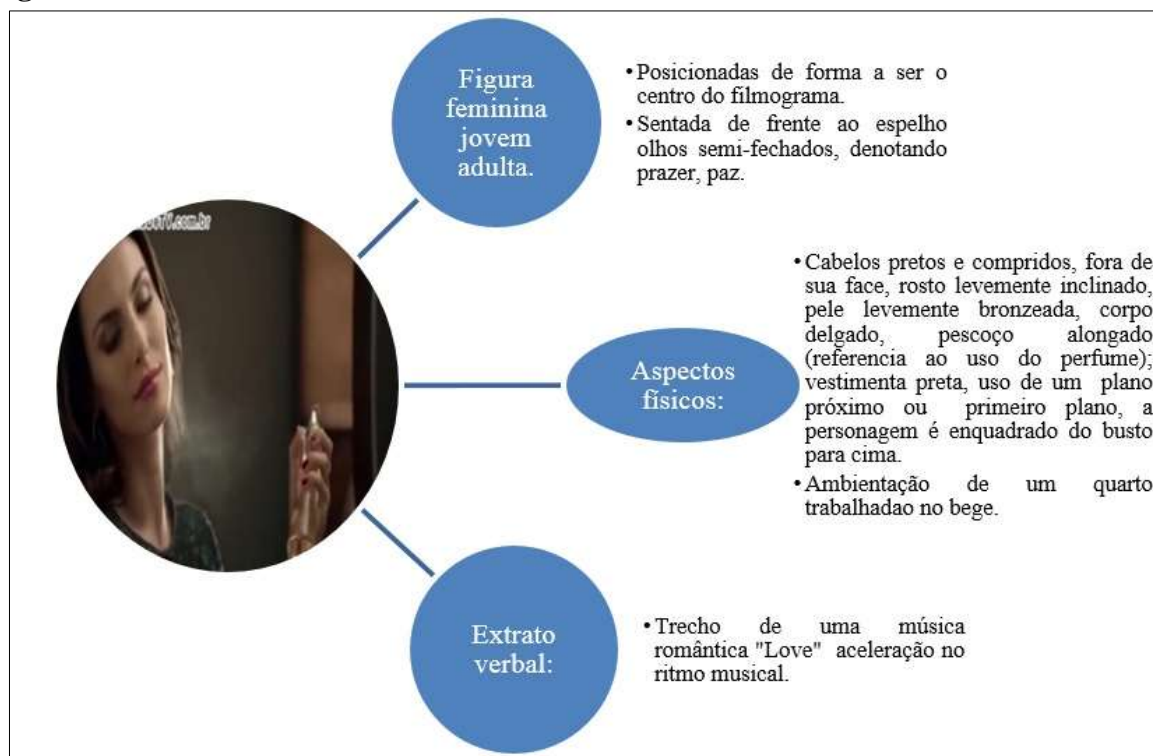 Figura
feminina
jovem
adulta.
•Posicionadas de forma a ser o
centro do filmograma.
•Sentada de frente ao espelho
olhos semi-fechados, denotando
prazer, paz.
•Cabelos pretos e compridos, fora de
sua face, rosto levemente inclinado,
pele levemente bronzeada, corpo
delgado, pescoço alongado
(referencia ao uso do perfume);
vestimenta preta, uso de um plano
próximo ou primeiro plano, a
personagem é enquadrado do busto
para cima.
•Ambientação de um quarto
trabalhadao no bege.
Aspectos
físicos:
Extrato
verbal:
•Trecho de uma música
romântica "Love" aceleração no
ritmo musical.